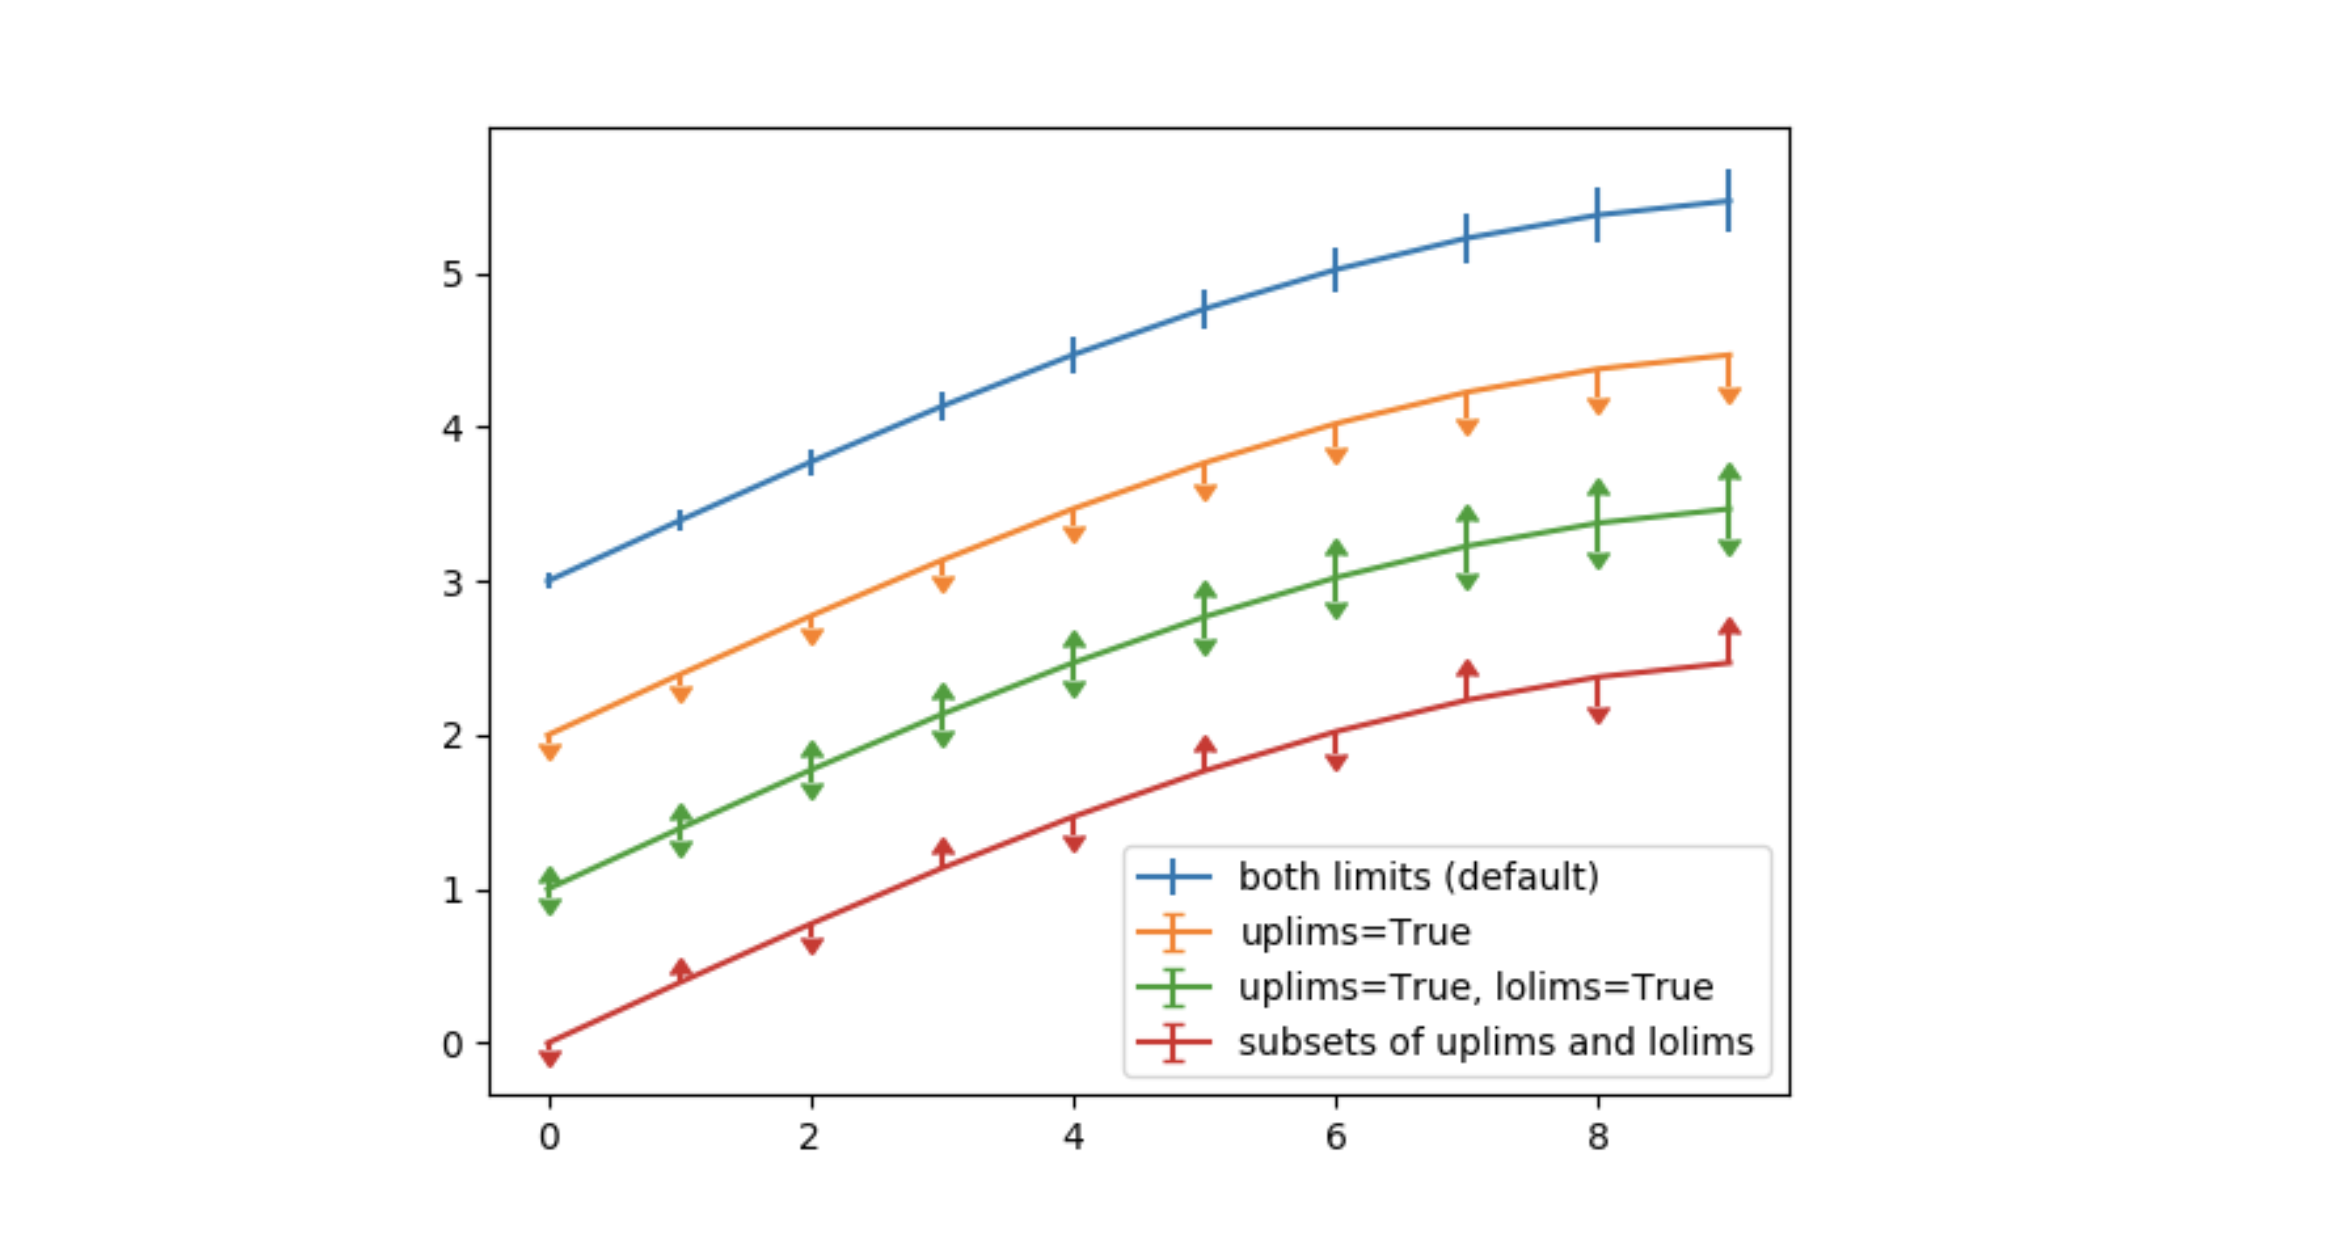 5
4
3
2
1
0
both limits (default)
uplims=True
uplims=True, lolims=True
subsets of uplims and lolims
0 2 4 6 8